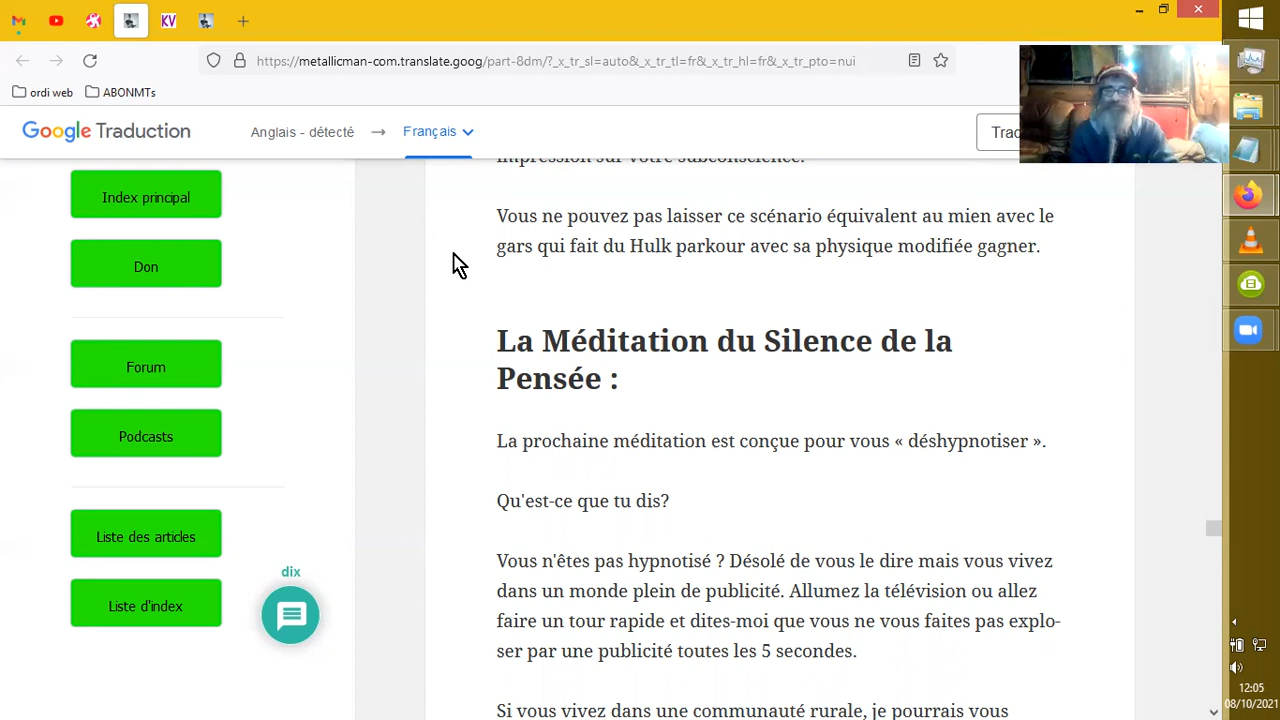 KV
https://metallicman-com.translate.goog/part-8dm/?_x_tr_sl=auto&_x_tr_tl=fr&_x_tr_hl=fr&_x_tr_pto=nui
ordi web
ABONMTs
Google Traduction
Anglais - détecté
Français
Index principal
Don
Forum
Podcasts
Liste des articles
Liste d'index
dix
impression sur votre subconscience.
Vous ne pouvez pas laisser ce scénario équivalent au mien avec le
gars qui fait du Hulk parkour avec sa physique modifiée gagner.
La Méditation du Silence de la
Pensée :
La prochaine méditation est conçue pour vous « déshypnotiser ».
Qu'est-ce que tu dis?
Vous n'êtes pas hypnotisé ? Désolé de vous le dire mais vous vivez
dans un monde plein de publicité. Allumez la télévision ou allez
faire un tour rapide et dites-moi que vous ne vous faites pas explo-
ser par une publicité toutes les 5 secondes.
Si vous vivez dans une communauté rurale, je pourrais vous
12:05
08/10/2021